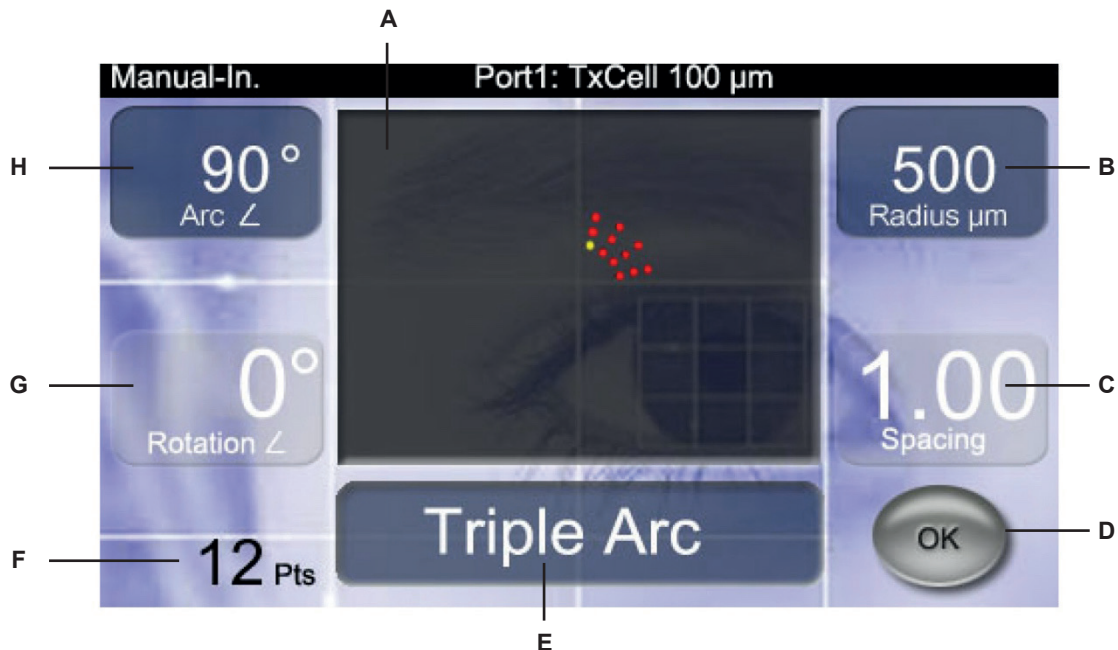 A
Manual-In. Port1: TxCell 100 µm
H
90°
Arc ∠
500
Radius µm
B
G
0°
Rotation ∠
1.00
Spacing
C
F
12 Pts
Triple Arc
OK
D
E